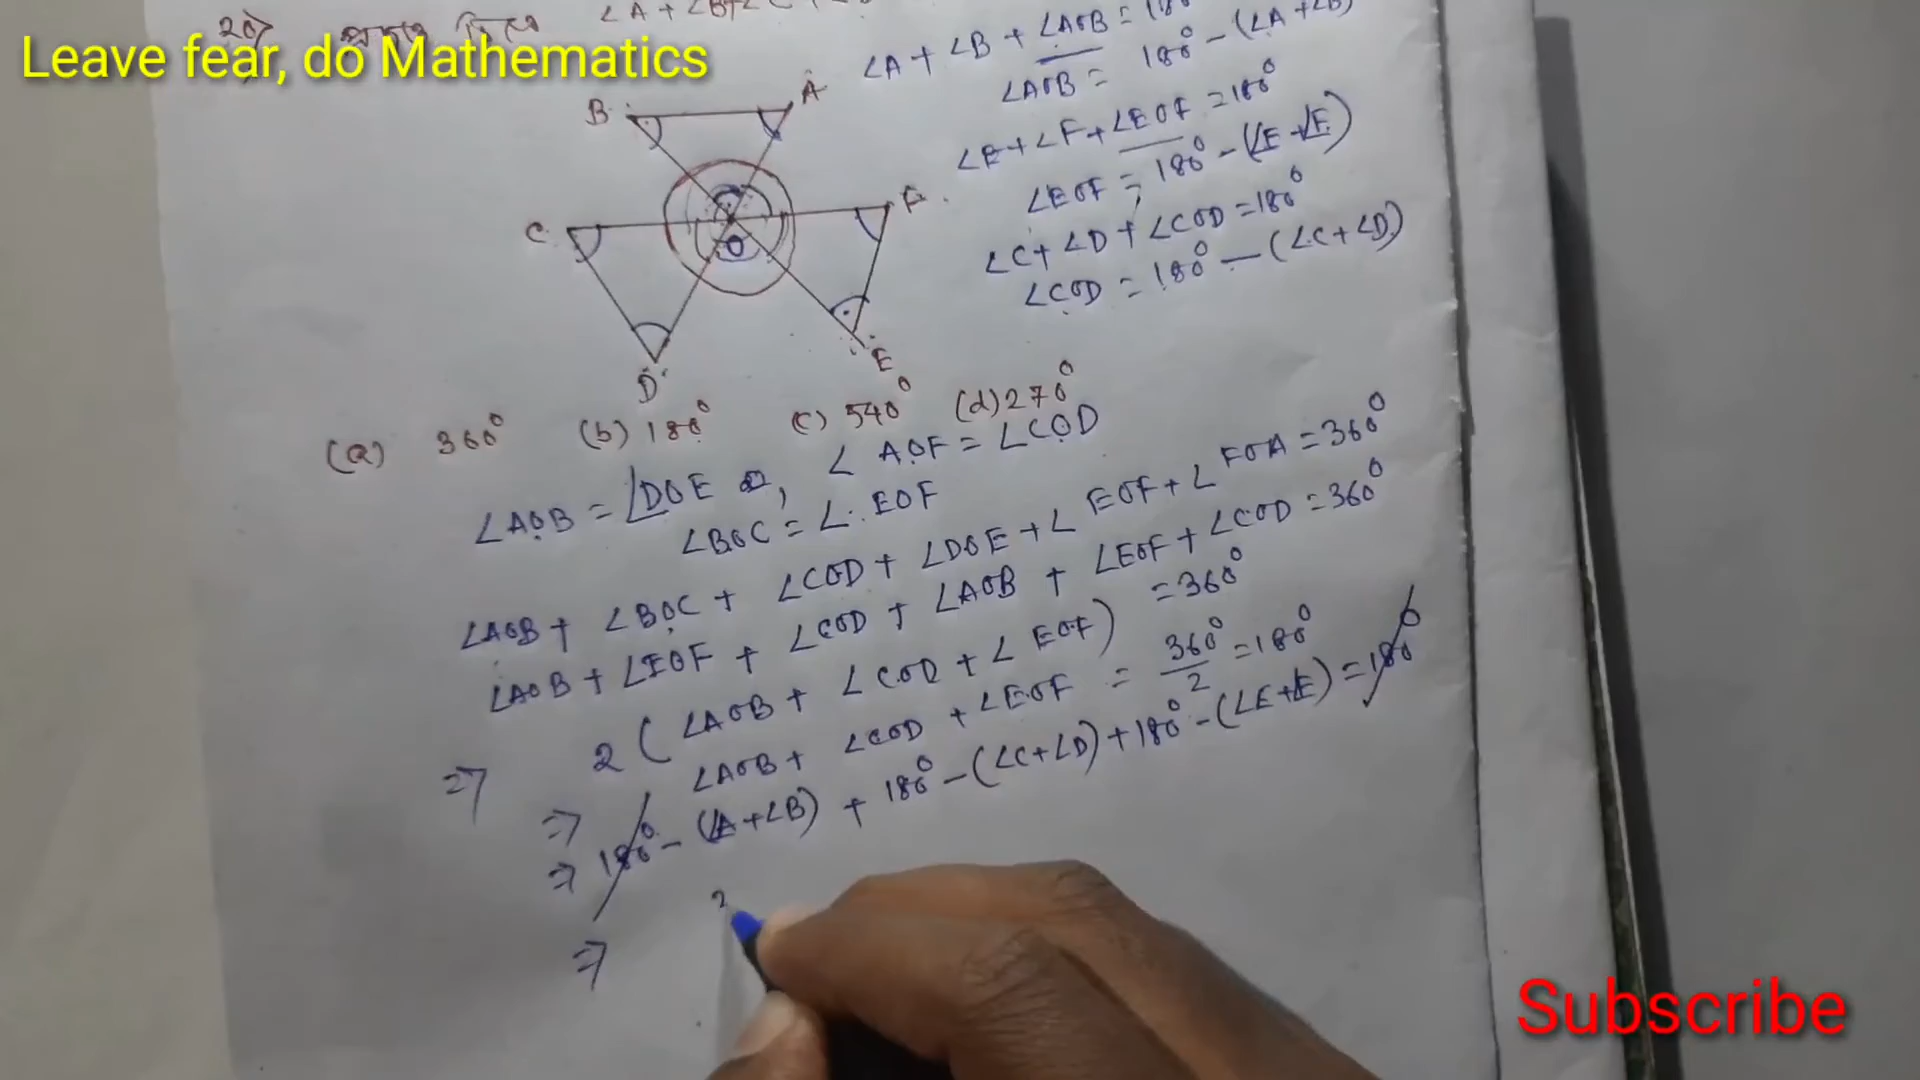 20)
∠A + ∠B + ∠C
Leave fear, do Mathematics
∠A + ∠B + ∠AOB = 180
∠AOB = 180° - (∠A + ∠B)
∠E + ∠F + ∠EOF = 180°
∠EOF = 180° - (∠E + ∠F)
∠C + ∠D + ∠COD = 180°
∠COD = 180° - (∠C + ∠D)
B A
C O F
D E
(a) 360° (b) 180° (c) 540° (d) 270°
∠AOB = ∠DOE, ∠AOF = ∠COD
∠BOC = ∠EOF
∠AOB + ∠BOC + ∠COD + ∠DOE + ∠EOF + ∠FOA = 360°
∠AOB + ∠EOF + ∠COD + ∠AOB + ∠EOF + ∠COD = 360°
⇒ 2 (∠AOB + ∠COD + ∠EOF) = 360°
⇒ ∠AOB + ∠COD + ∠EOF = 360°/2 = 180°
⇒ 180° - (∠A + ∠B) + 180° - (∠C + ∠D) + 180° - (∠E + ∠F) = 180°
⇒
Subscribe